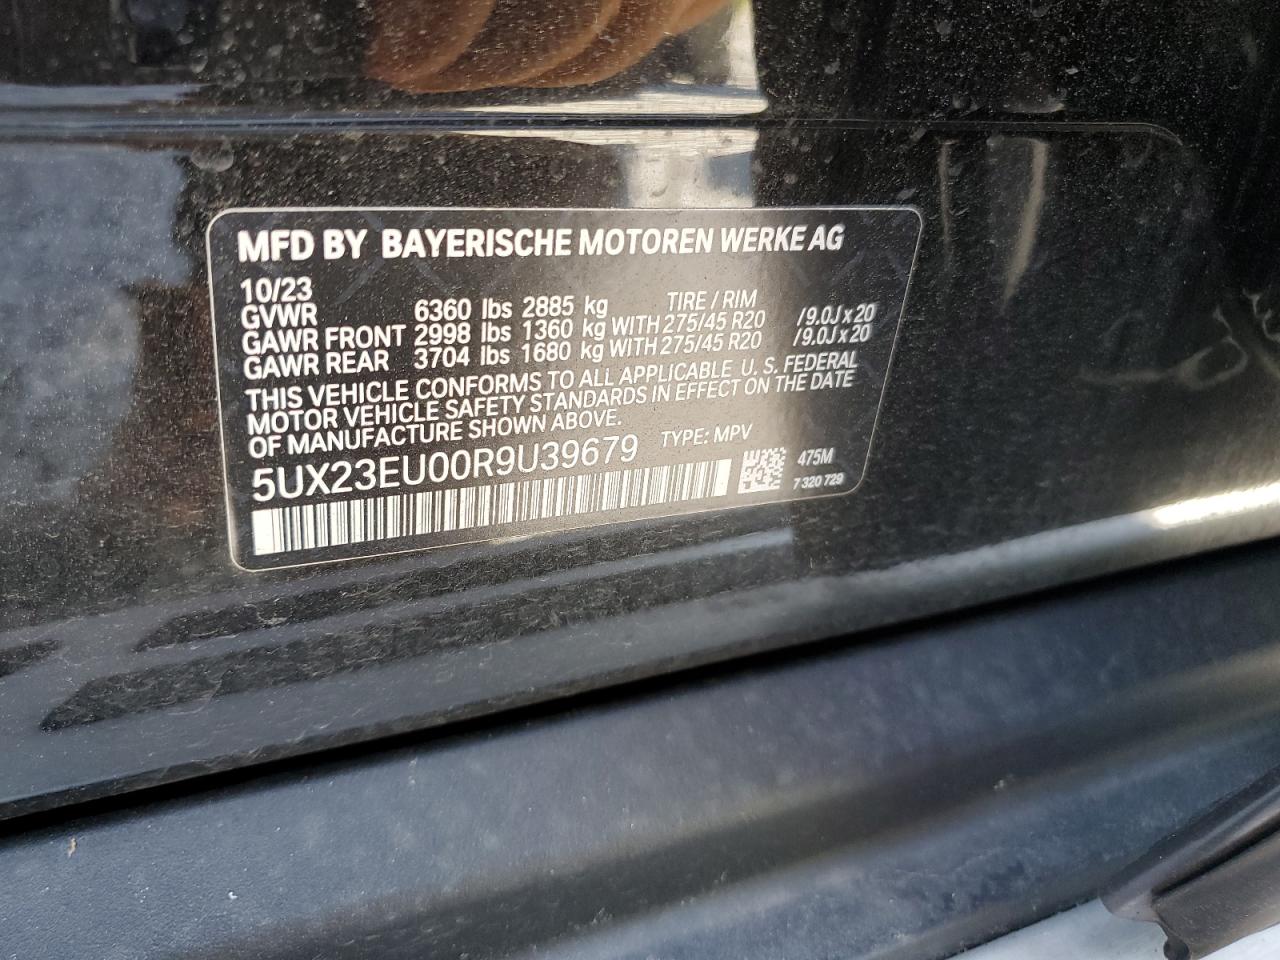 MFD BY BAYERISCHE MOTOREN WERKE AG
10/23
GVWR 6360 lbs 2885 kg TIRE / RIM
GAWR FRONT 2998 lbs 1360 kg WITH 275/45 R20 /9.0J x 20
GAWR REAR 3704 lbs 1680 kg WITH 275/45 R20 /9.0J x 20
THIS VEHICLE CONFORMS TO ALL APPLICABLE U. S. FEDERAL
MOTOR VEHICLE SAFETY STANDARDS IN EFFECT ON THE DATE
OF MANUFACTURE SHOWN ABOVE.
5UX23EU00R9U39679 TYPE: MPV
475M
7 320 729